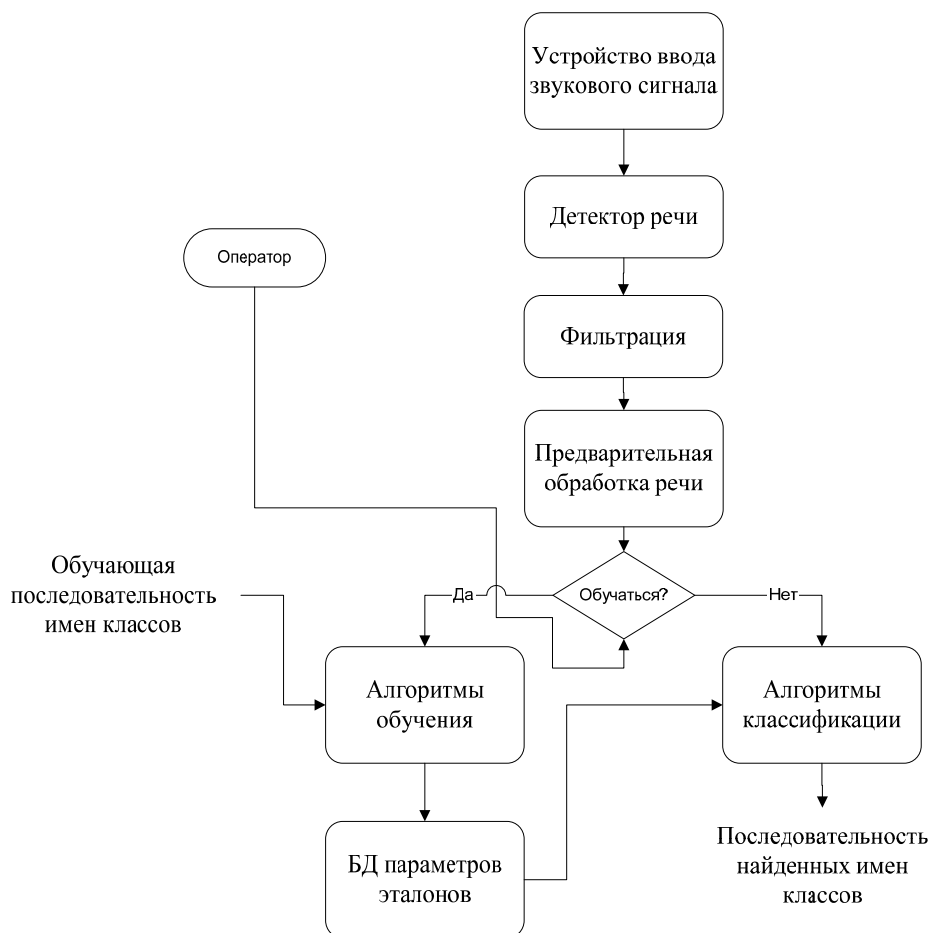 Устройство ввода
звукового сигнала
Детектор речи
Оператор
Фильтрация
Предварительная
обработка речи
Обучающая
последовательность
имен классов
Да
Обучаться?
Нет
Алгоритмы
обучения
Алгоритмы
классификации
БД параметров
эталонов
Последовательность
найденных имен
классов